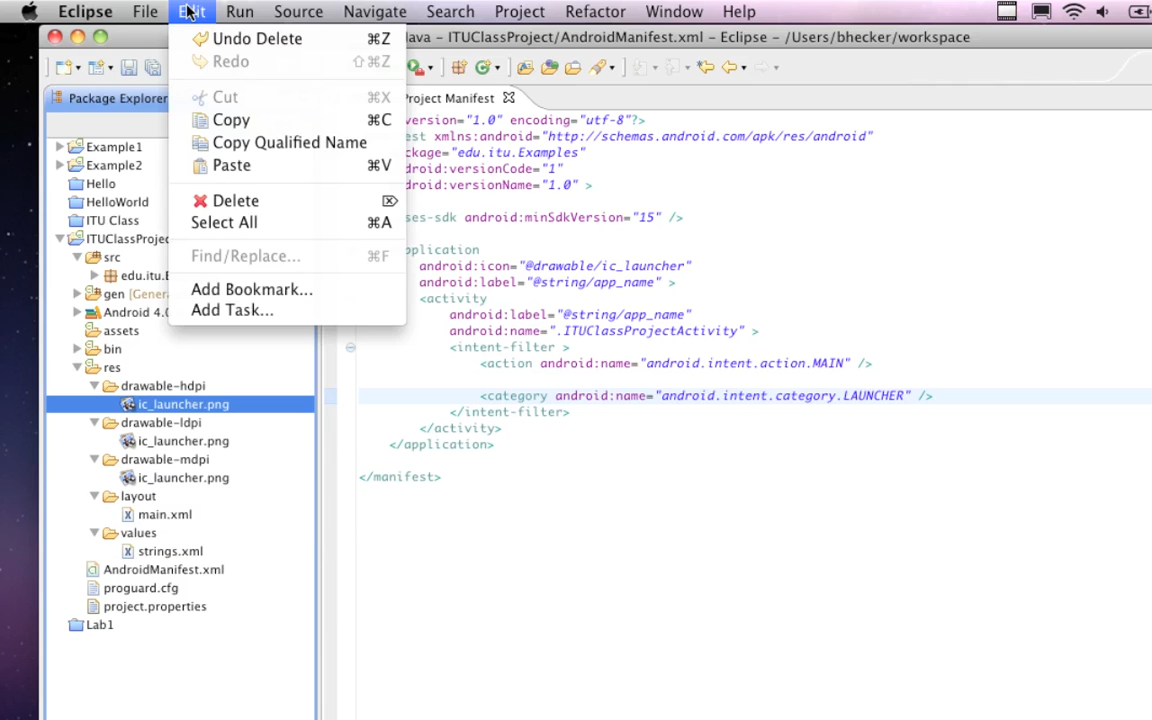 Eclipse File Edit Run Source Navigate Search Project Refactor Window Help
Java – ITUClassProject/AndroidManifest.xml – Eclipse – /Users/bhecker/workspace
Package Explorer
Project Manifest
Undo Delete ⌘Z
Redo ⇧⌘Z
Cut ⌘X
Copy ⌘C
Copy Qualified Name
Paste ⌘V
Delete ⌦
Select All ⌘A
Find/Replace... ⌘F
Add Bookmark...
Add Task...
Example1
Example2
Hello
HelloWorld
ITU Class
ITUClassProjec
src
edu.itu.E
gen [Gener
Android 4.0
assets
bin
res
drawable-hdpi
ic_launcher.png
drawable-ldpi
ic_launcher.png
drawable-mdpi
ic_launcher.png
layout
main.xml
values
strings.xml
AndroidManifest.xml
proguard.cfg
project.properties
Lab1
version="1.0" encoding="utf-8"?>
est xmlns:android="http://schemas.android.com/apk/res/android"
ckage="edu.itu.Examples"
droid:versionCode="1"
droid:versionName="1.0" >
ses-sdk android:minSdkVersion="15" />
pplication
android:icon="@drawable/ic_launcher"
android:label="@string/app_name" >
<activity
android:label="@string/app_name"
android:name=".ITUClassProjectActivity" >
<intent-filter >
<action android:name="android.intent.action.MAIN" />
<category android:name="android.intent.category.LAUNCHER" />
</intent-filter>
</activity>
</application>
</manifest>